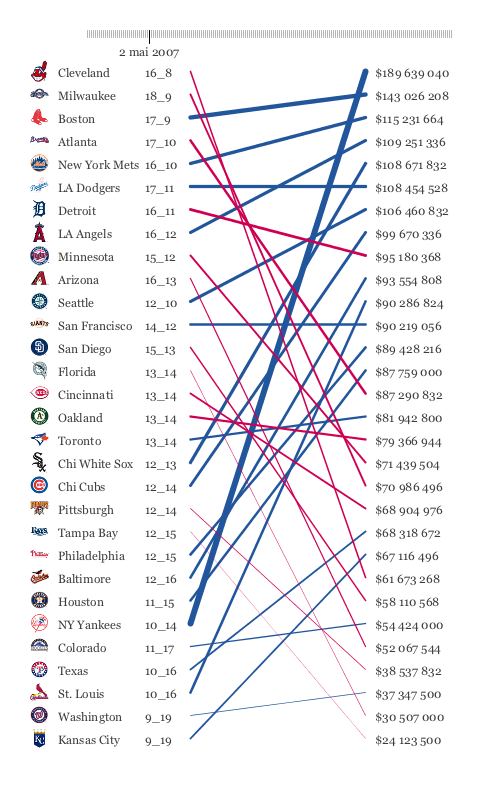 2 mai 2007
Cleveland 16_8 $189 639 040
Milwaukee 18_9 $143 026 208
Boston 17_9 $115 231 664
Atlanta 17_10 $109 251 336
New York Mets 16_10 $108 671 832
LA Dodgers 17_11 $108 454 528
Detroit 16_11 $106 460 832
LA Angels 16_12 $99 670 336
Minnesota 15_12 $95 180 368
Arizona 16_13 $93 554 808
Seattle 12_10 $90 286 824
San Francisco 14_12 $90 219 056
San Diego 15_13 $89 428 216
Florida 13_14 $87 759 000
Cincinnati 13_14 $87 290 832
Oakland 13_14 $81 942 800
Toronto 13_14 $79 366 944
Chi White Sox 12_13 $71 439 504
Chi Cubs 12_14 $70 986 496
Pittsburgh 12_14 $68 904 976
Tampa Bay 12_15 $68 318 672
Philadelphia 12_15 $67 116 496
Baltimore 12_16 $61 673 268
Houston 11_15 $58 110 568
NY Yankees 10_14 $54 424 000
Colorado 11_17 $52 067 544
Texas 10_16 $38 537 832
St. Louis 10_16 $37 347 500
Washington 9_19 $30 507 000
Kansas City 9_19 $24 123 500